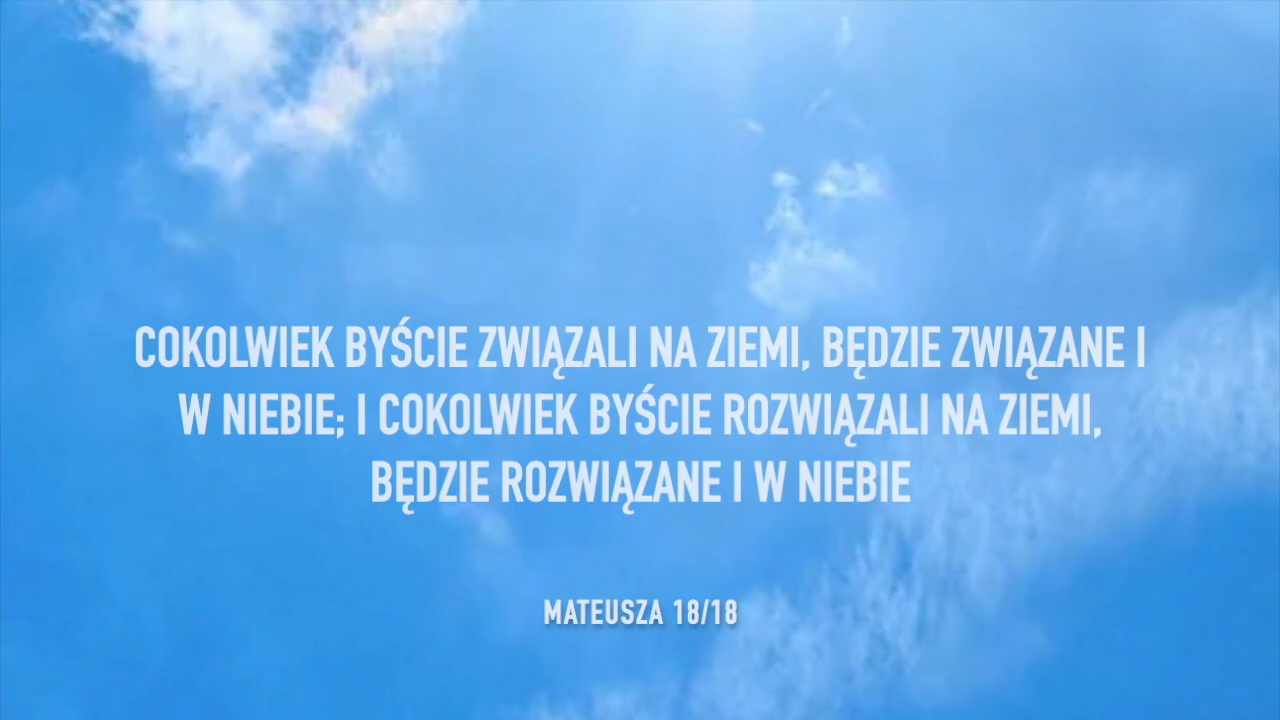 COKOLWIEK BYŚCIE ZWIĄZALI NA ZIEMI, BĘDZIE ZWIĄZANE I
W NIEBIE; I COKOLWIEK BYŚCIE ROZWIĄZALI NA ZIEMI,
BĘDZIE ROZWIĄZANE I W NIEBIE
MATEUSZA 18/18